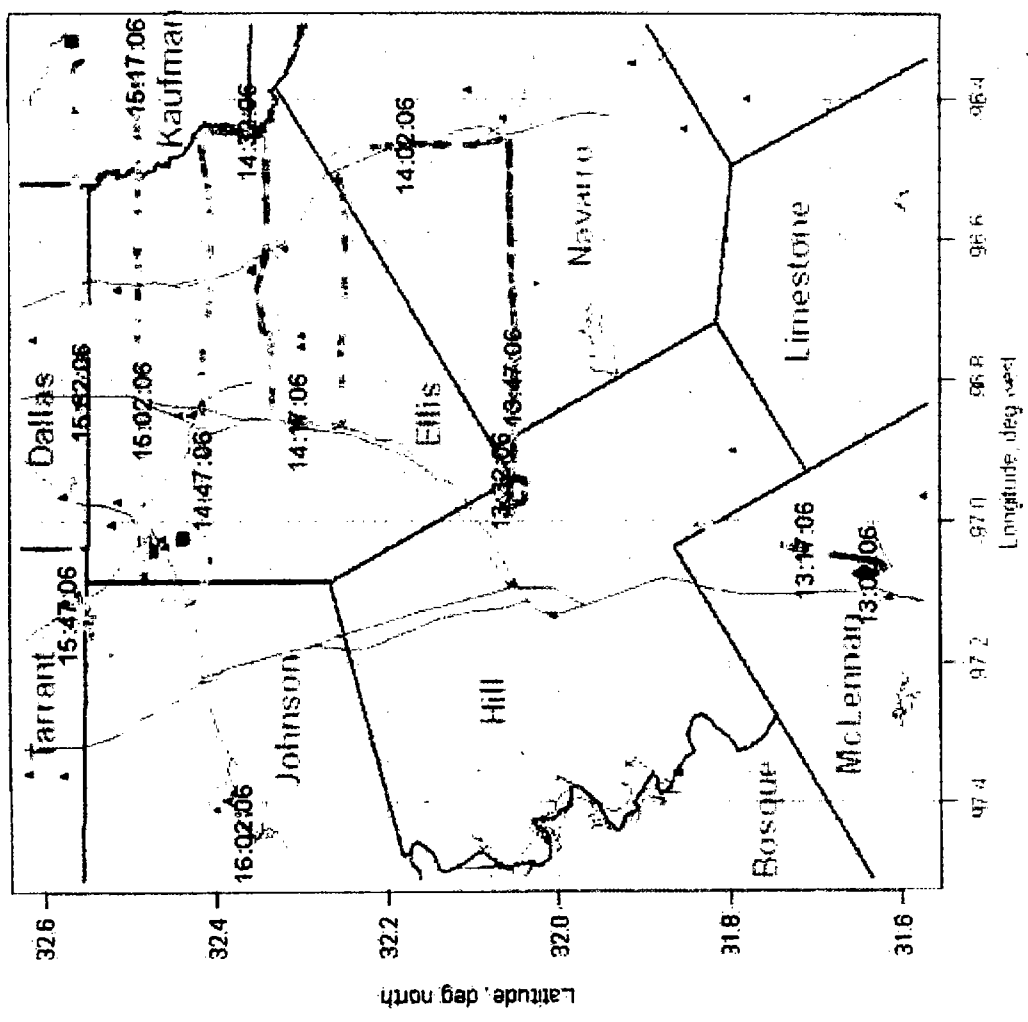 Tarrant
Dallas
Kaufman
Johnson
Ellis
Hill
Navarro
Bosque
McLennan
Limestone
15:47:06
15:32:06
15:02:06
15:17:06
14:47:06
14:32:06
16:02:06
14:17:06
14:02:06
13:32:06
13:47:06
13:17:06
13:02:06
32.6
32.4
32.2
32.0
31.8
31.6
Latitude, deg north
97.4
97.2
97.0
96.8
96.6
96.4
Longitude, deg west